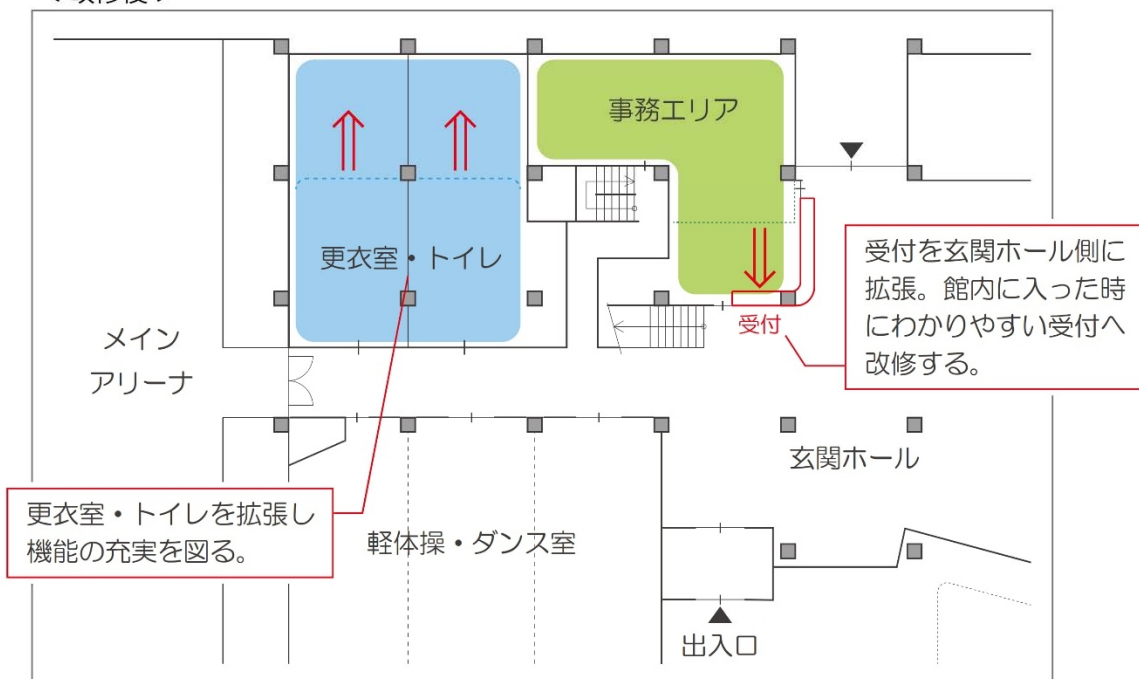 事務エリア
更衣室・トイレ
受付を玄関ホール側に
拡張。館内に入った時
にわかりやすい受付へ
改修する。
受付
メイン
アリーナ
玄関ホール
更衣室・トイレを拡張し
機能の充実を図る。
軽体操・ダンス室
出入口